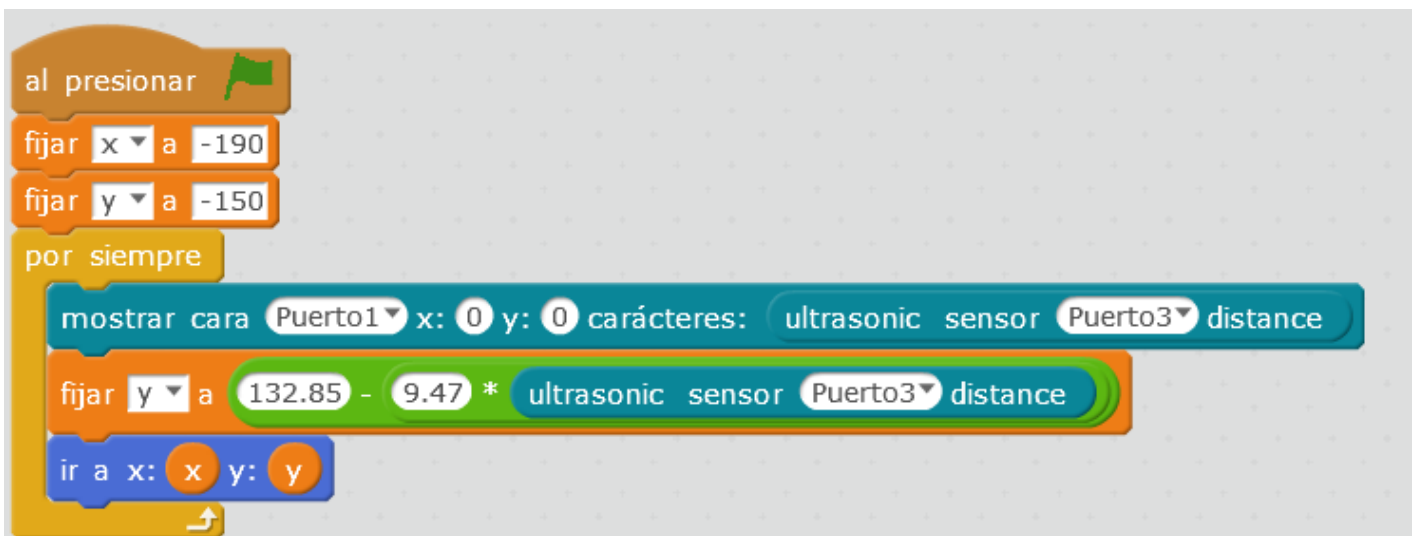 al presionar
fijar x a -190
fijar y a -150
por siempre
mostrar cara Puerto1 x: 0 y: 0 carácteres: ultrasonic sensor Puerto3 distance
fijar y a 132.85 - 9.47 * ultrasonic sensor Puerto3 distance
ir a x: x y: y